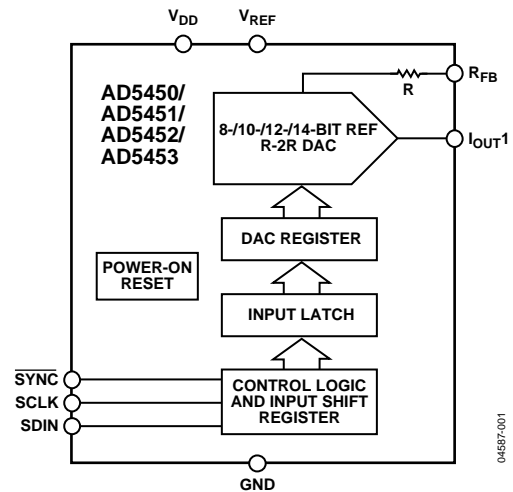 VDD
VREF
AD5450/
AD5451/
AD5452/
AD5453
RFB
R
8-/10-/12-/14-BIT REF
R-2R DAC
IOUT1
DAC REGISTER
POWER-ON
RESET
INPUT LATCH
SYNC
SCLK
SDIN
CONTROL LOGIC
AND INPUT SHIFT
REGISTER
GND
04587-001